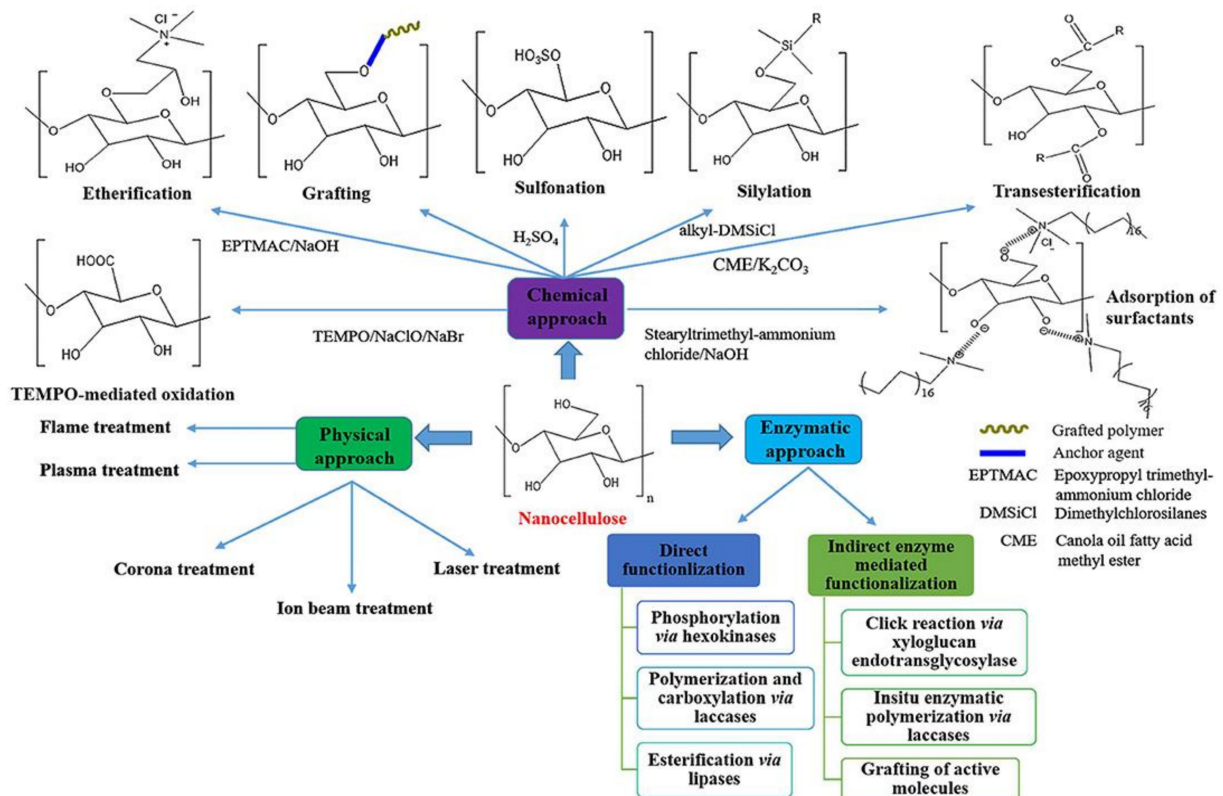 Cl⁻
N
+
O
O
O
OH
HO
OH
Etherification
O
O
O
HO
OH
Grafting
HO₃SO
O
O
HO
OH
Sulfonation
R
Si
O
O
O
HO
OH
Silylation
O
C
R
O
O
O
HO
O
R
C
O
Transesterification
EPTMAC/NaOH
H₂SO₄
alkyl-DMSiCl
CME/K₂CO₃
HOOC
O
O
HO
OH
TEMPO-mediated oxidation
TEMPO/NaClO/NaBr
Chemical
approach
Stearyltrimethyl-ammonium
chloride/NaOH
N
Cl⁻
16
O
O
O
O
O
N
N
16
Adsorption of
surfactants
Flame treatment
Plasma treatment
Physical
approach
HO
O
O
HO
OH
n
Nanocellulose
Enzymatic
approach
Grafted polymer
Anchor agent
EPTMAC Epoxypropyl trimethyl-
ammonium chloride
DMSiCl Dimethylchlorosilanes
CME Canola oil fatty acid
methyl ester
Corona treatment
Ion beam treatment
Laser treatment
Direct
functionlization
Phosphorylation
via hexokinases
Polymerization and
carboxylation via
laccases
Esterification via
lipases
Indirect enzyme
mediated
functionalization
Click reaction via
xyloglucan
endotransglycosylase
Insitu enzymatic
polymerization via
laccases
Grafting of active
molecules